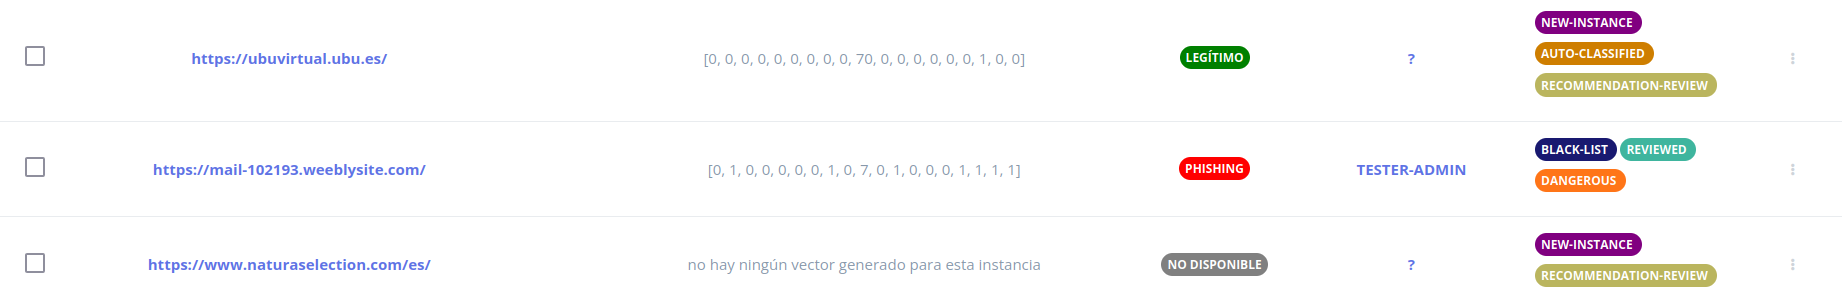 https://ubuvirtual.ubu.es/
[0, 0, 0, 0, 0, 0, 0, 0, 0, 70, 0, 0, 0, 0, 0, 0, 1, 0, 0]
LEGÍTIMO
?
NEW-INSTANCE
AUTO-CLASSIFIED
RECOMMENDATION-REVIEW
https://mail-102193.weeblysite.com/
[0, 1, 0, 0, 0, 0, 0, 1, 0, 7, 0, 1, 0, 0, 0, 1, 1, 1, 1]
PHISHING
TESTER-ADMIN
BLACK-LIST REVIEWED
DANGEROUS
https://www.naturaselection.com/es/
no hay ningún vector generado para esta instancia
NO DISPONIBLE
?
NEW-INSTANCE
RECOMMENDATION-REVIEW